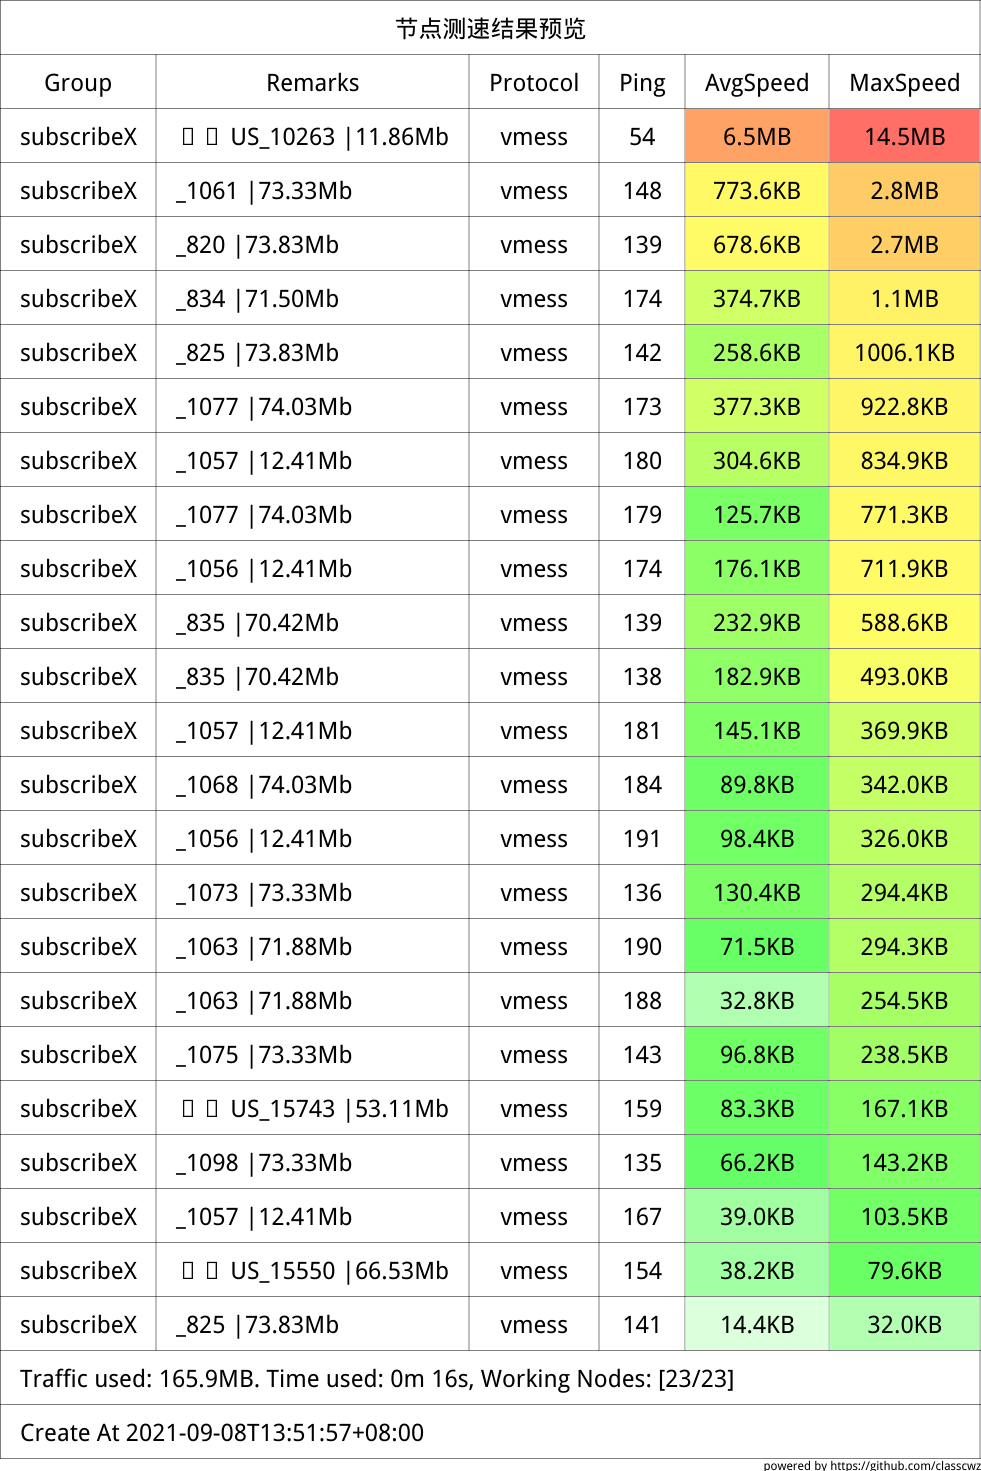 节点测速结果预览
Group Remarks Protocol Ping AvgSpeed MaxSpeed
subscribeX US_10263 |11.86Mb vmess 54 6.5MB 14.5MB
subscribeX _1061 |73.33Mb vmess 148 773.6KB 2.8MB
subscribeX _820 |73.83Mb vmess 139 678.6KB 2.7MB
subscribeX _834 |71.50Mb vmess 174 374.7KB 1.1MB
subscribeX _825 |73.83Mb vmess 142 258.6KB 1006.1KB
subscribeX _1077 |74.03Mb vmess 173 377.3KB 922.8KB
subscribeX _1057 |12.41Mb vmess 180 304.6KB 834.9KB
subscribeX _1077 |74.03Mb vmess 179 125.7KB 771.3KB
subscribeX _1056 |12.41Mb vmess 174 176.1KB 711.9KB
subscribeX _835 |70.42Mb vmess 139 232.9KB 588.6KB
subscribeX _835 |70.42Mb vmess 138 182.9KB 493.0KB
subscribeX _1057 |12.41Mb vmess 181 145.1KB 369.9KB
subscribeX _1068 |74.03Mb vmess 184 89.8KB 342.0KB
subscribeX _1056 |12.41Mb vmess 191 98.4KB 326.0KB
subscribeX _1073 |73.33Mb vmess 136 130.4KB 294.4KB
subscribeX _1063 |71.88Mb vmess 190 71.5KB 294.3KB
subscribeX _1063 |71.88Mb vmess 188 32.8KB 254.5KB
subscribeX _1075 |73.33Mb vmess 143 96.8KB 238.5KB
subscribeX US_15743 |53.11Mb vmess 159 83.3KB 167.1KB
subscribeX _1098 |73.33Mb vmess 135 66.2KB 143.2KB
subscribeX _1057 |12.41Mb vmess 167 39.0KB 103.5KB
subscribeX US_15550 |66.53Mb vmess 154 38.2KB 79.6KB
subscribeX _825 |73.83Mb vmess 141 14.4KB 32.0KB
Traffic used: 165.9MB. Time used: 0m 16s, Working Nodes: [23/23]
Create At 2021-09-08T13:51:57+08:00
powered by https://github.com/classcwz